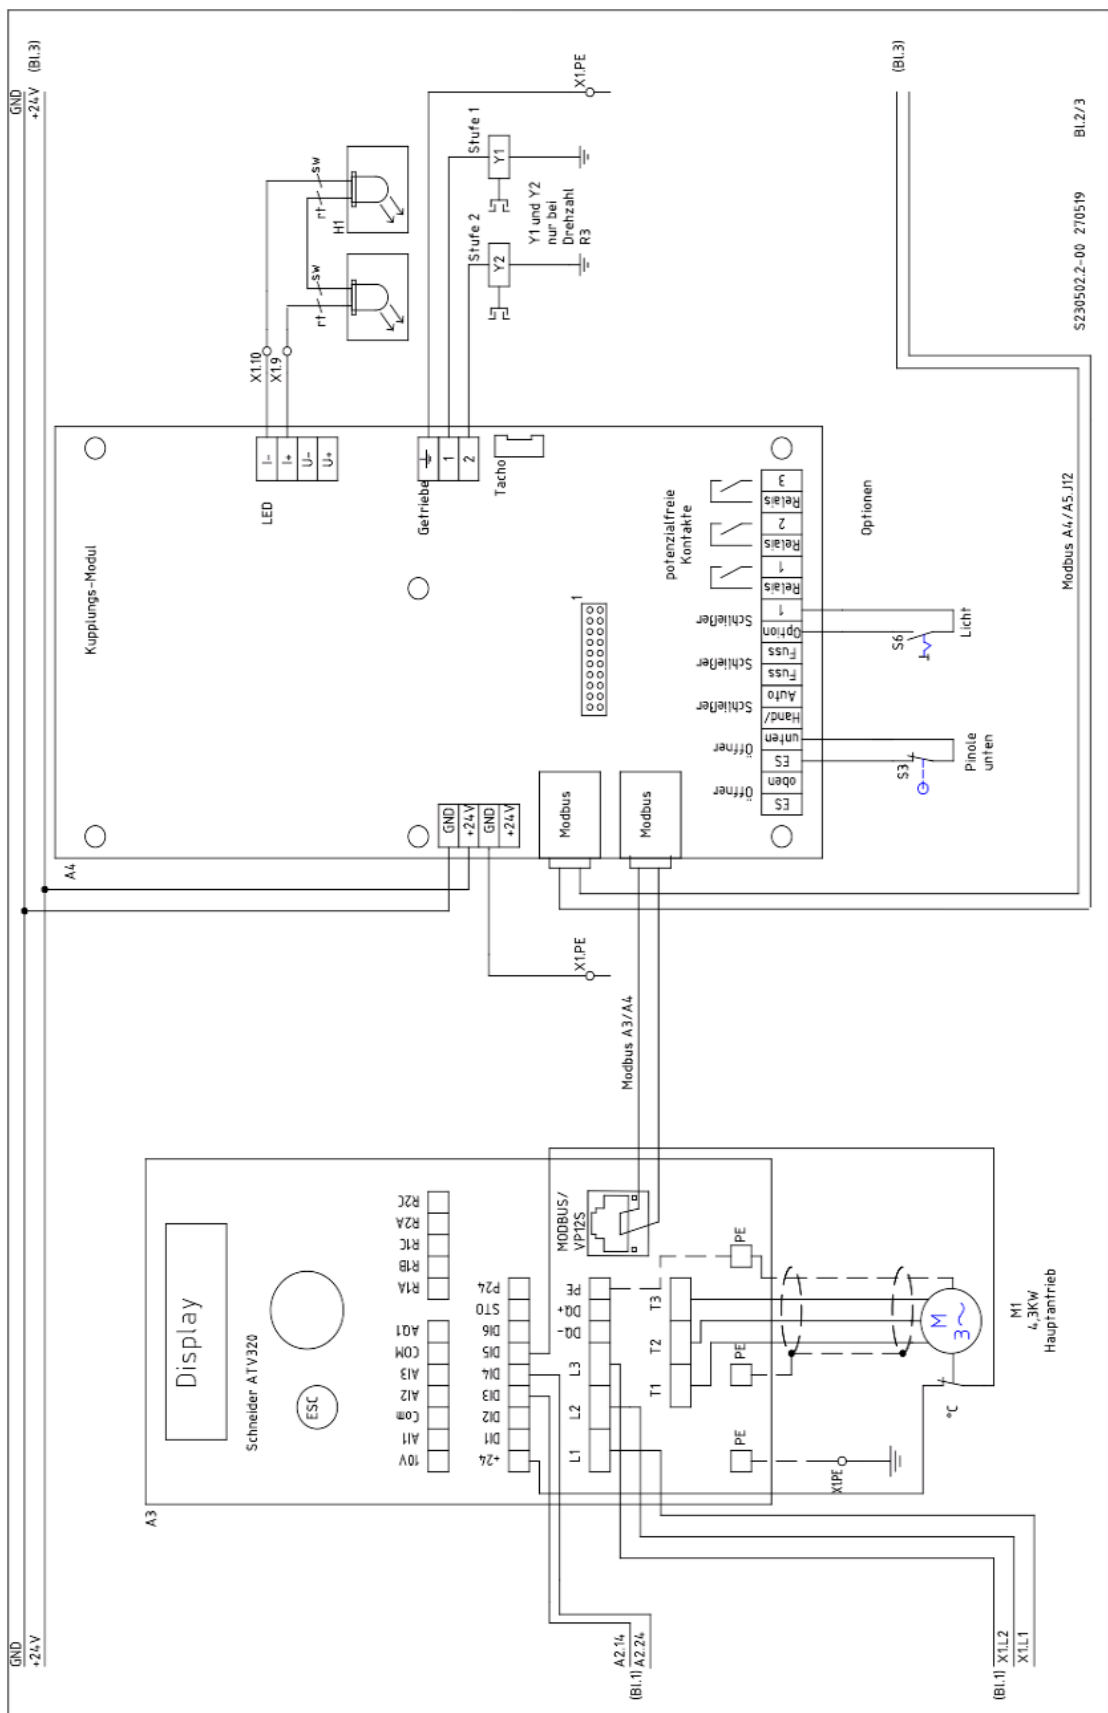 GND
+24V
(Bl.3)
GND
+24V
A3
Display
Schneider ATV320
ESC
10V
AI1
Com
AI2
AI3
COM
AQ1
R1A
R1B
R1C
R2A
R2C
+24
DI1
DI2
DI3
DI4
DI5
DI6
STO
P24
L1
L2
L3
DQ-
DQ+
PE
MODBUS/
VP12S
T1
T2
T3
PE
PE
PE
X1.PE
°C
M
3~
M1
4,3KW
Hauptantrieb
A2.14
(Bl.1)
A2.24
(Bl.1)
X1.L2
X1.L1
Modbus A3/A4
X1.PE
A4
Kupplungs-Modul
GND
+24V
GND
+24V
Modbus
Modbus
LED
I-
I+
U-
U+
X1.10
X1.9
rt
sw
rt
sw
H1
Getriebe
1
2
Tacho
X1.PE
Stufe 2
Stufe 1
Y2
Y1
Y1 und Y2
nur bei
Drehzahl
R3
1
potenzialfreie
Kontakte
Öffner
Öffner
Schließer
Schließer
Schließer
ES
oben
ES
unten
Hand/
Auto
Fuss
Fuss
Option
1
Relais
1
Relais
2
Relais
3
Optionen
S3
Pinole
unten
S6
Licht
Modbus A4/A5.J12
(Bl.3)
S230502.2-00 270519
Bl.2/3